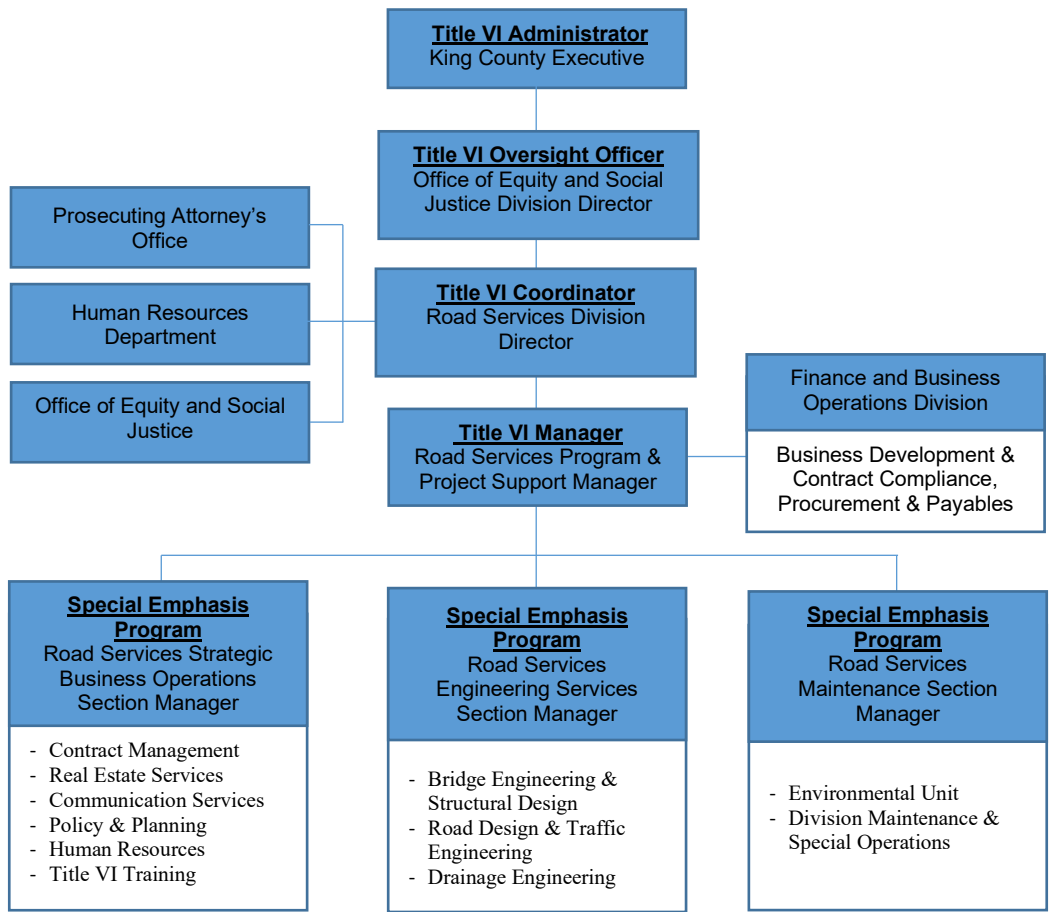 Title VI Administrator
King County Executive
Title VI Oversight Officer
Office of Equity and Social
Justice Division Director
Prosecuting Attorney's
Office
Human Resources
Department
Office of Equity and Social
Justice
Title VI Coordinator
Road Services Division
Director
Title VI Manager
Road Services Program &
Project Support Manager
Finance and Business
Operations Division
Business Development &
Contract Compliance,
Procurement & Payables
Special Emphasis
Program
Road Services Strategic
Business Operations
Section Manager
- Contract Management
- Real Estate Services
- Communication Services
- Policy & Planning
- Human Resources
- Title VI Training
Special Emphasis
Program
Road Services
Engineering Services
Section Manager
- Bridge Engineering &
Structural Design
- Road Design & Traffic
Engineering
- Drainage Engineering
Special Emphasis
Program
Road Services
Maintenance Section
Manager
- Environmental Unit
- Division Maintenance &
Special Operations